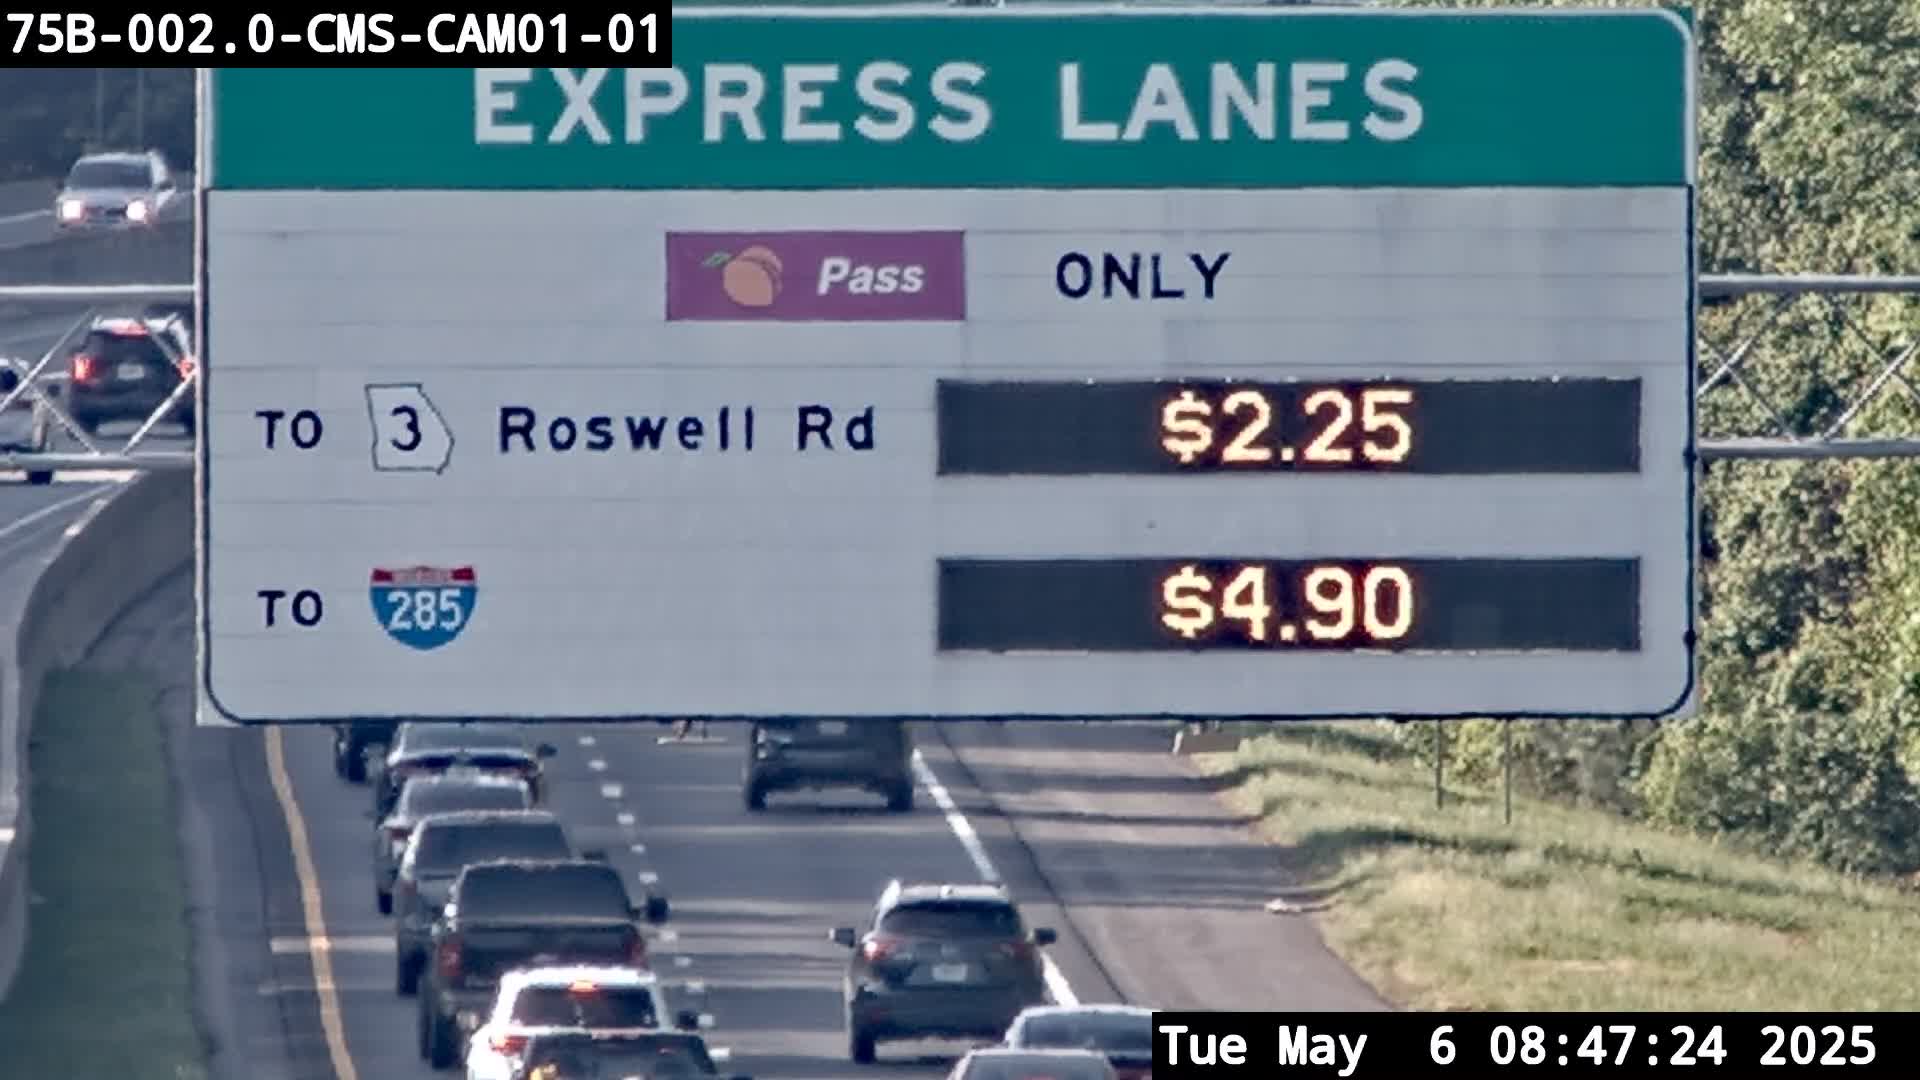 75B-002.0-CMS-CAM01-01
EXPRESS LANES
Pass ONLY
TO 3 Roswell Rd $2.25
TO 285 $4.90
Tue May 6 08:47:24 2025